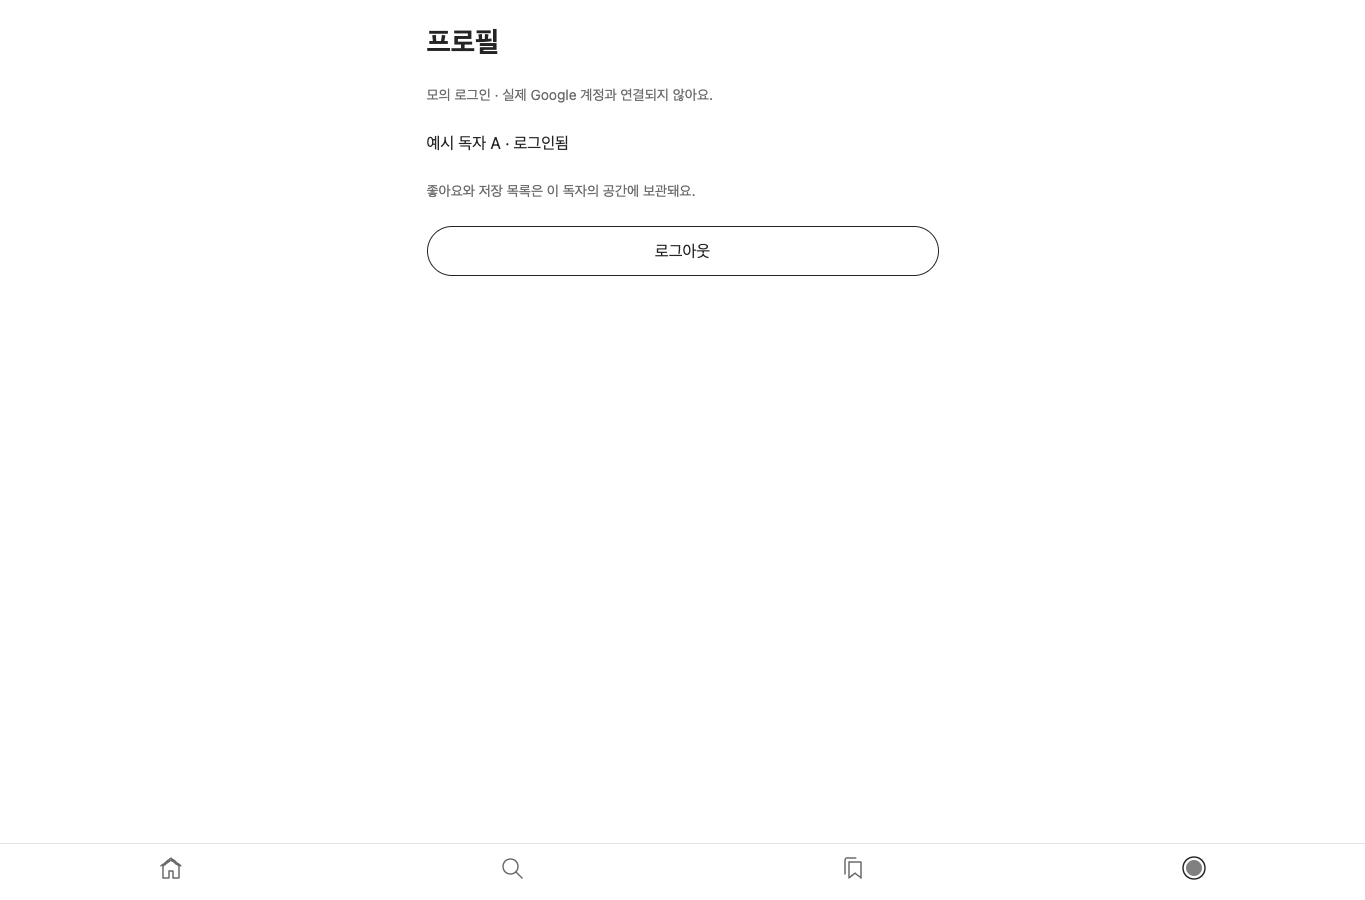 프로필
모의 로그인 · 실제 Google 계정과 연결되지 않아요.
예시 독자 A · 로그인됨
좋아요와 저장 목록은 이 독자의 공간에 보관돼요.
로그아웃